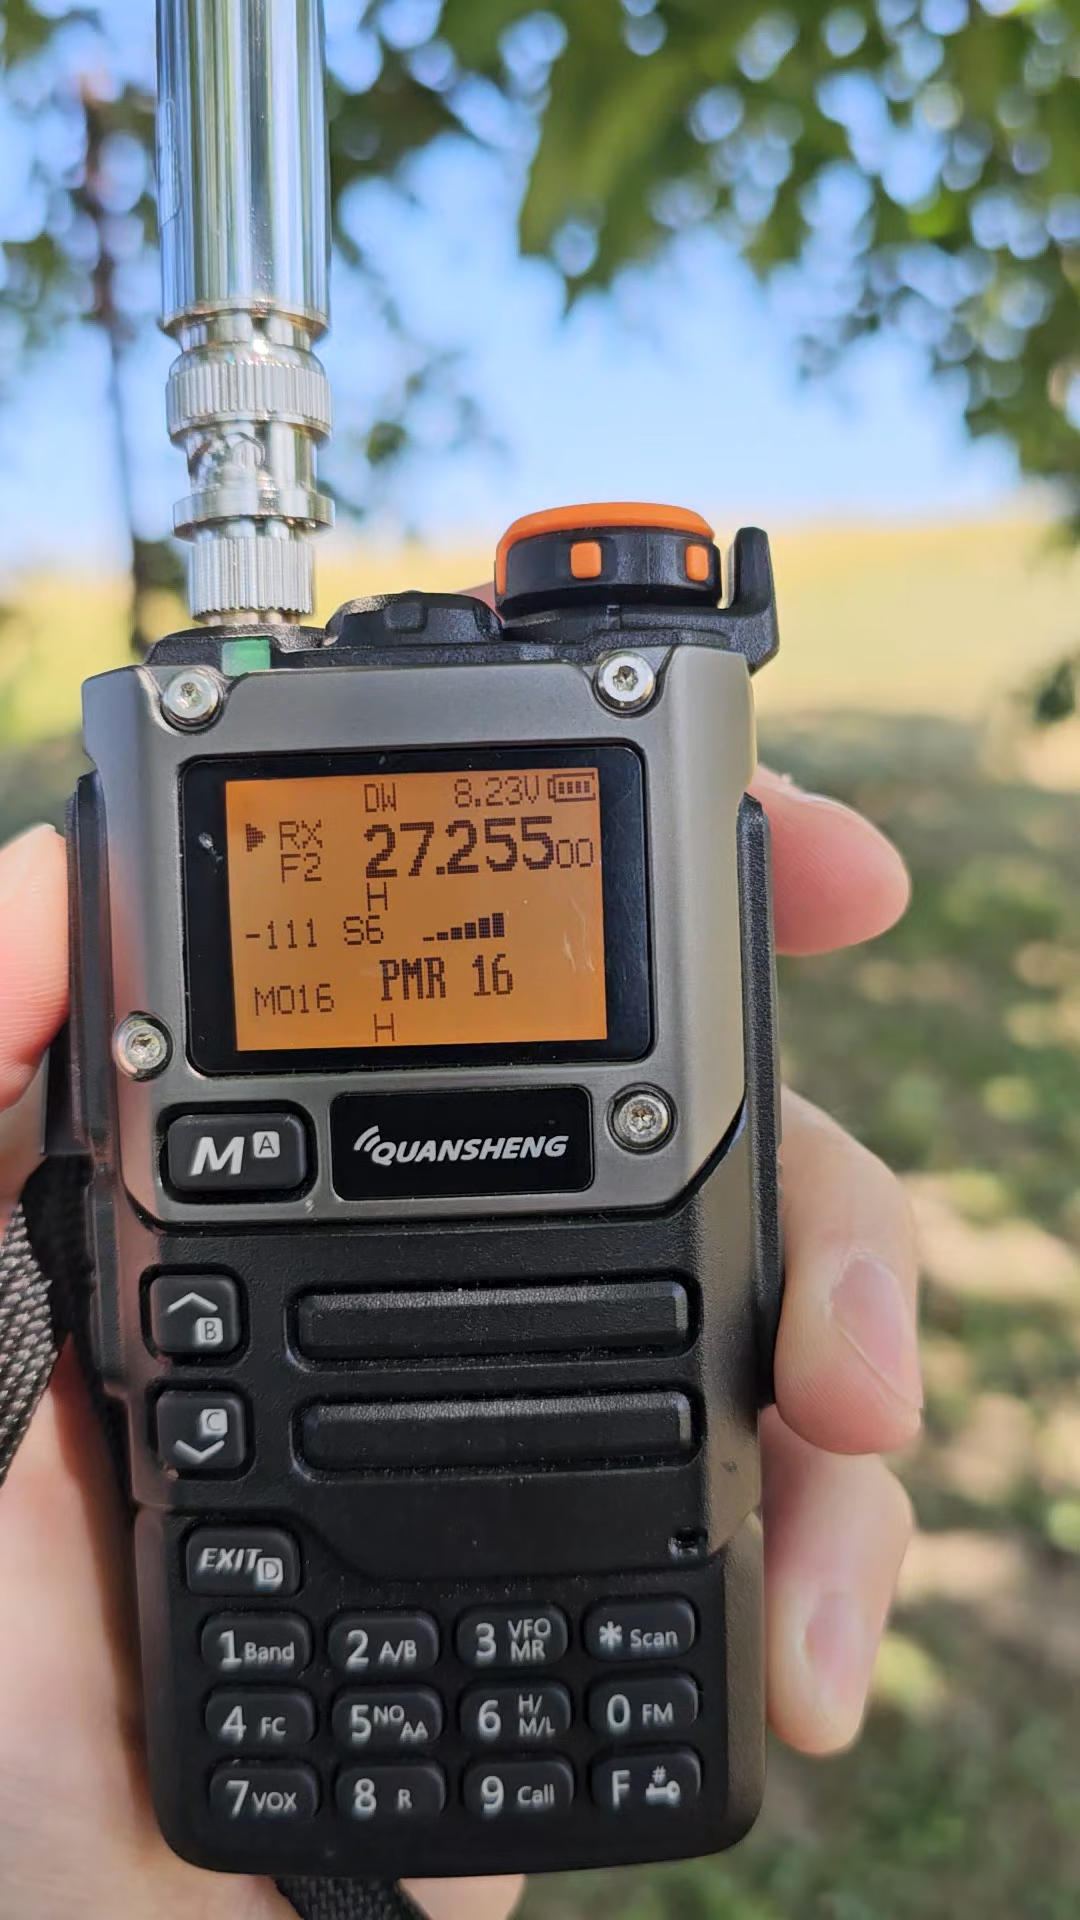 DW 8.23V
RX 27.25500
F2
H
-111 S6
PMR 16
M016
H
M A
QUANSHENG
B
C
EXIT D
1 Band 2 A/B 3 VFO MR * Scan
4 FC 5 NOAA 6 H/M/L 0 FM
7 VOX 8 R 9 Call F #